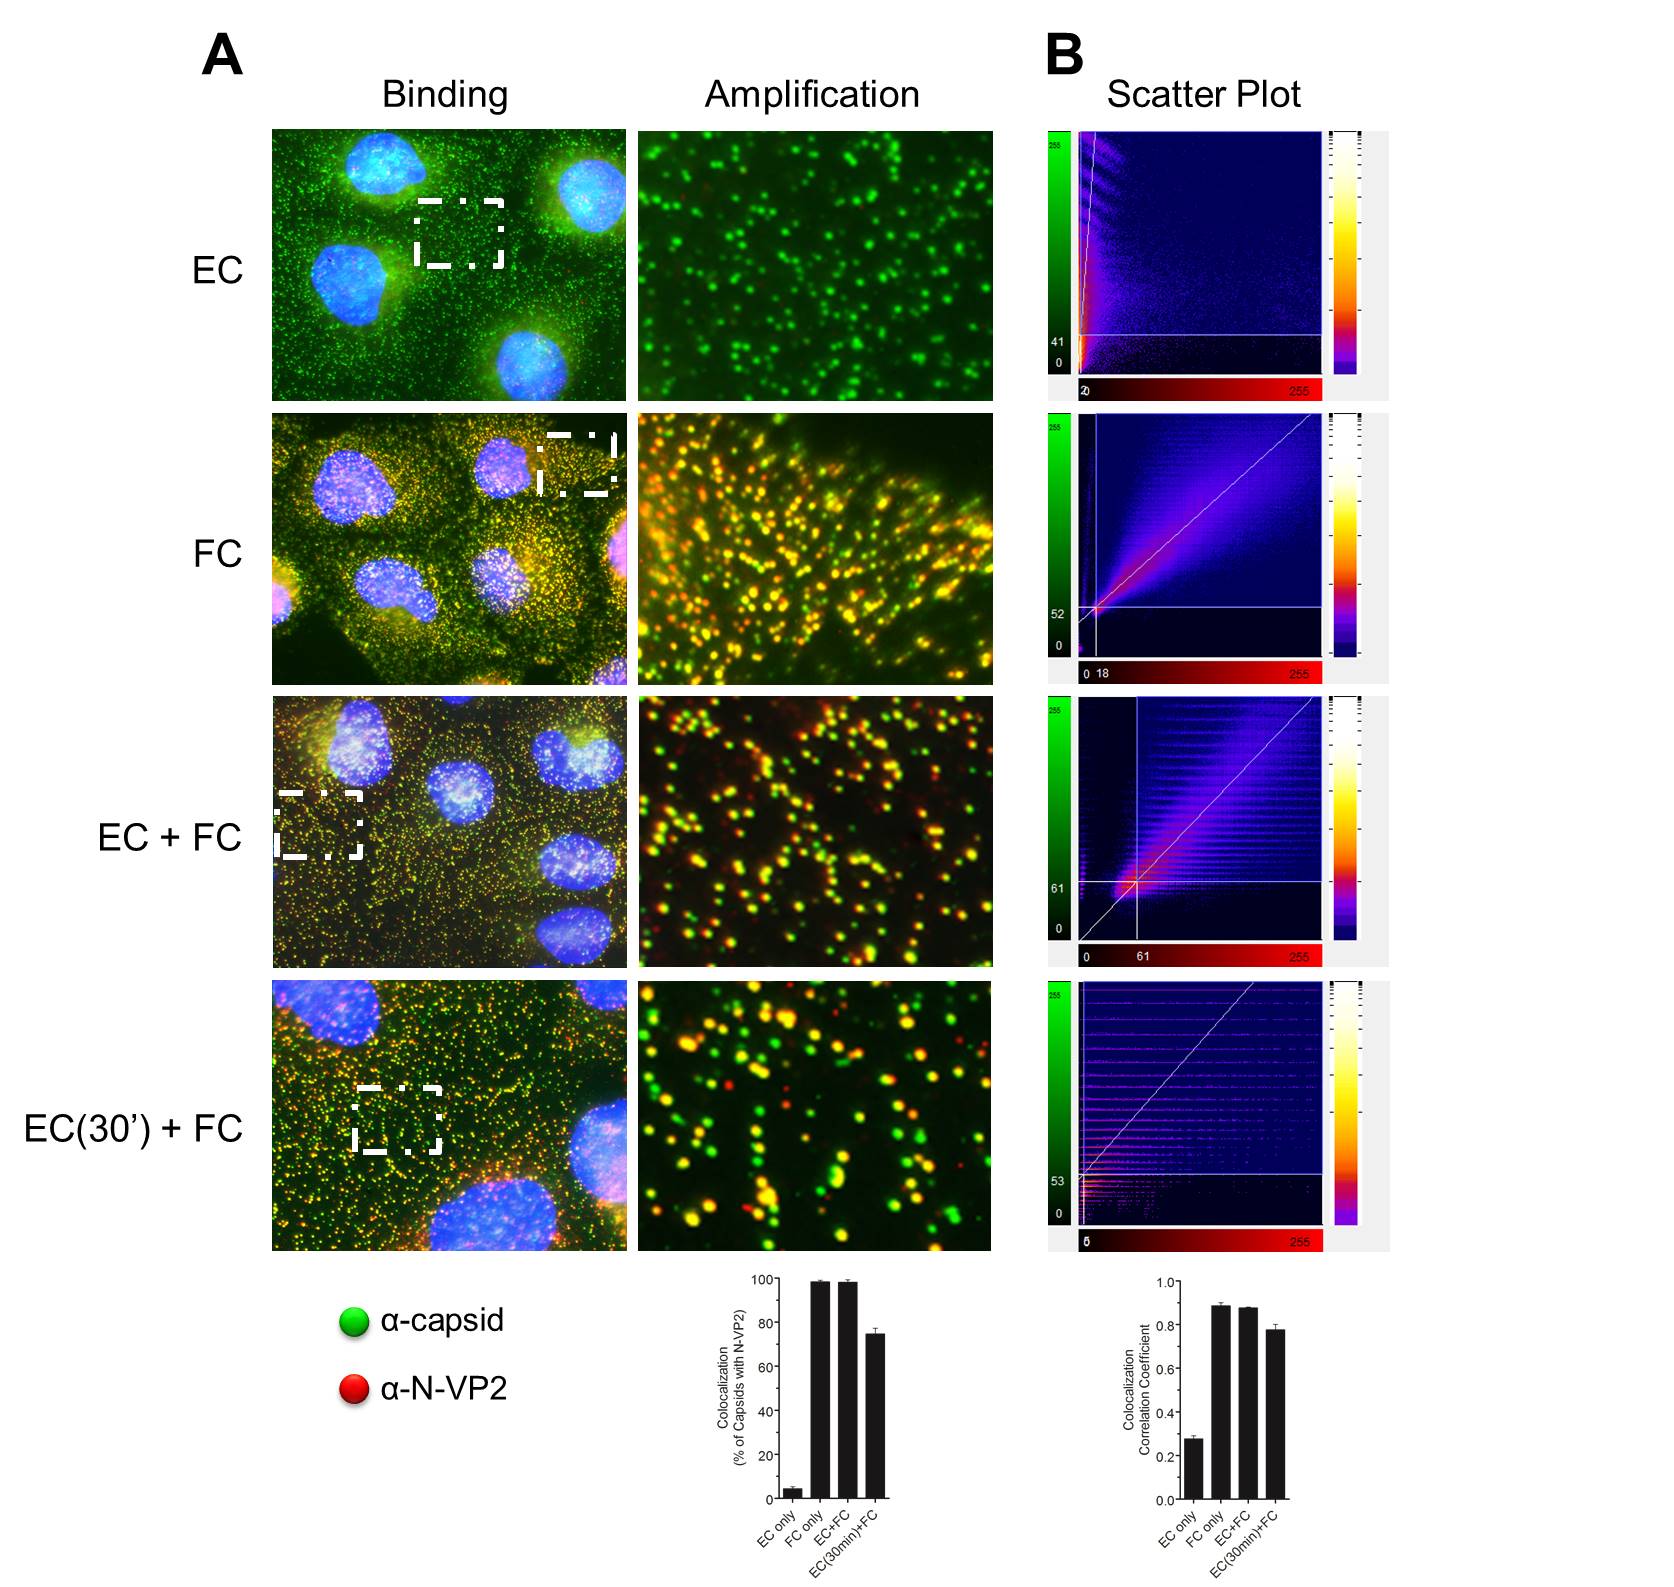 A
B
Binding
Amplification
Scatter Plot
EC
255
41
0
20
255
FC
255
52
0
0 18
255
EC + FC
255
61
0
0
61
255
EC(30’) + FC
255
53
0
255
α-capsid
α-N-VP2
Colocalization
(% of Capsids with N-VP2)
100
80
60
40
20
0
EC only
FC only
EC+FC
EC(30min)+FC
Colocalization
Correlation Coefficient
1.0
0.8
0.6
0.4
0.2
0.0
EC only
FC only
EC+FC
EC(30min)+FC